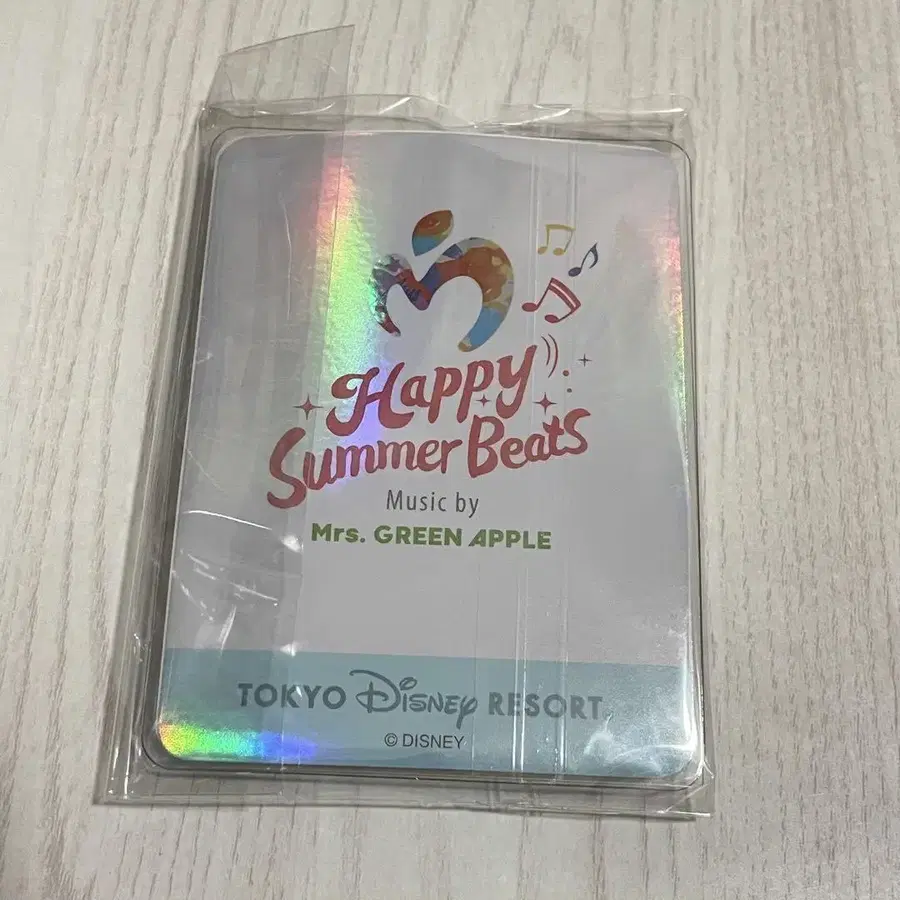 Happy
Summer Beats
Music by
Mrs. GREEN APPLE
TOKYO Disney RESORT
© DISNEY